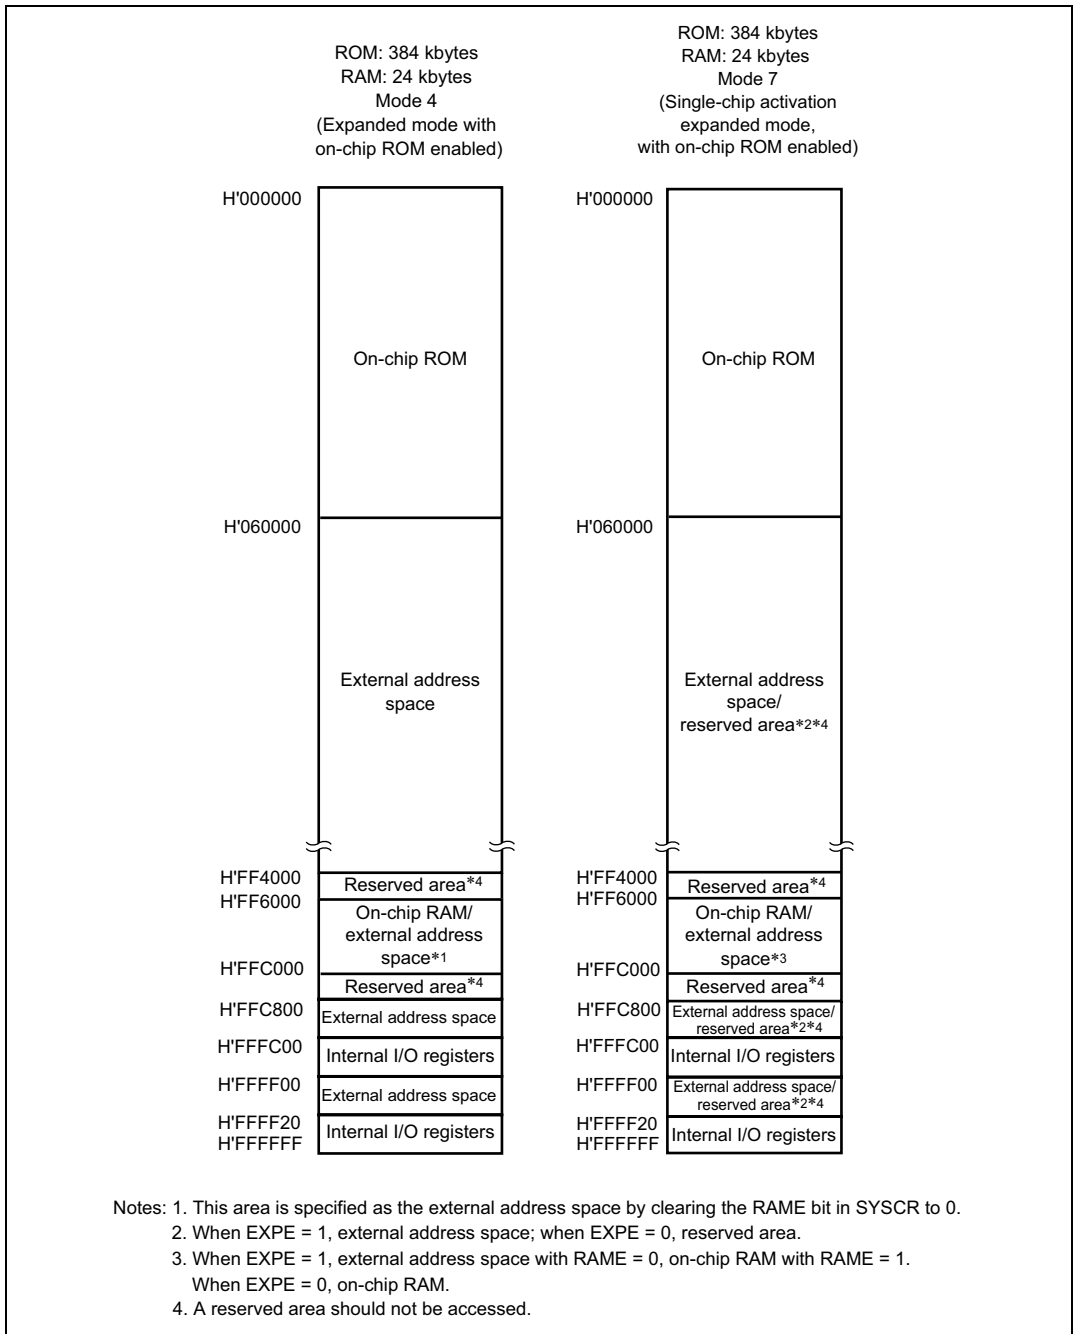 ROM: 384 kbytes
RAM: 24 kbytes
Mode 4
(Expanded mode with
on-chip ROM enabled)
H'000000
On-chip ROM
H'060000
External address
space
H'FF4000
Reserved area*4
H'FF6000
On-chip RAM/
external address
space*1
H'FFC000
Reserved area*4
H'FFC800
External address space
H'FFFC00
Internal I/O registers
H'FFFF00
External address space
H'FFFF20
Internal I/O registers
H'FFFFFF
ROM: 384 kbytes
RAM: 24 kbytes
Mode 7
(Single-chip activation
expanded mode,
with on-chip ROM enabled)
H'000000
On-chip ROM
H'060000
External address
space/
reserved area*2*4
H'FF4000
Reserved area*4
H'FF6000
On-chip RAM/
external address
space*3
H'FFC000
Reserved area*4
H'FFC800
External address space/
reserved area*2*4
H'FFFC00
Internal I/O registers
H'FFFF00
External address space/
reserved area*2*4
H'FFFF20
Internal I/O registers
H'FFFFFF
Notes: 1. This area is specified as the external address space by clearing the RAME bit in SYSCR to 0.
2. When EXPE = 1, external address space; when EXPE = 0, reserved area.
3. When EXPE = 1, external address space with RAME = 0, on-chip RAM with RAME = 1.
When EXPE = 0, on-chip RAM.
4. A reserved area should not be accessed.